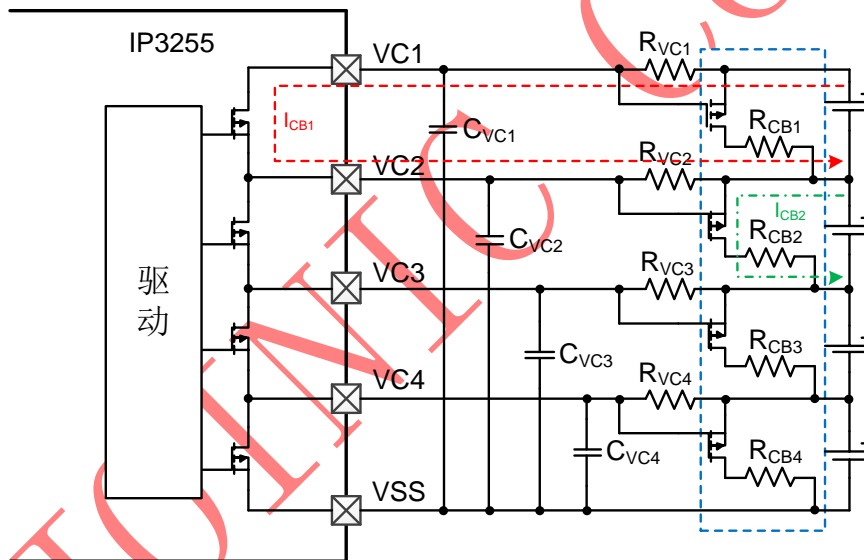 IP3255
VC1
RVC1
ICB1
CVC1
RCB1
VC2
RVC2
ICB2
CVC2
RCB2
VC3
RVC3
驱动
CVC3
RCB3
VC4
RVC4
CVC4
RCB4
VSS